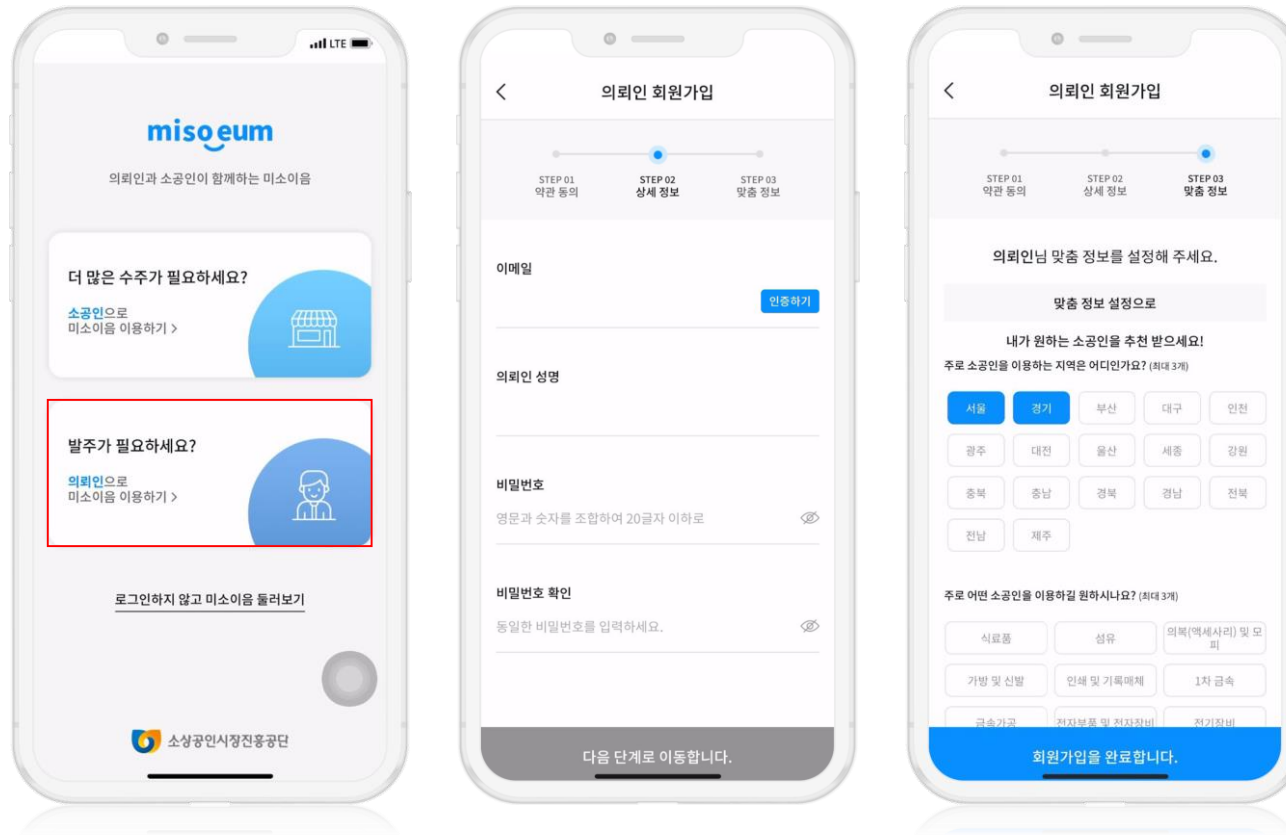 LTE
misoeum
의뢰인과 소공인이 함께하는 미소이음
더 많은 수주가 필요하세요?
소공인으로
미소이음 이용하기 >
발주가 필요하세요?
의뢰인으로
미소이음 이용하기 >
로그인하지 않고 미소이음 둘러보기
소상공인시장진흥공단
의뢰인 회원가입
STEP 01 STEP 02 STEP 03
약관 동의 상세 정보 맞춤 정보
이메일
인증하기
의뢰인 성명
비밀번호
영문과 숫자를 조합하여 20글자 이하로
비밀번호 확인
동일한 비밀번호를 입력하세요.
다음 단계로 이동합니다.
의뢰인 회원가입
STEP 01 STEP 02 STEP 03
약관 동의 상세 정보 맞춤 정보
의뢰인님 맞춤 정보를 설정해 주세요.
맞춤 정보 설정으로
내가 원하는 소공인을 추천 받으세요!
주로 소공인을 이용하는 지역은 어디인가요? (최대 3개)
서울 경기 부산 대구 인천
광주 대전 울산 세종 강원
충북 충남 경북 경남 전북
전남 제주
주로 어떤 소공인을 이용하길 원하시나요? (최대 3개)
식료품 섬유 의복(액세사리) 및 모
피
가방 및 신발 인쇄 및 기록매체 1차 금속
금속가공 전자부품 및 전자장비 전기장비
회원가입을 완료합니다.